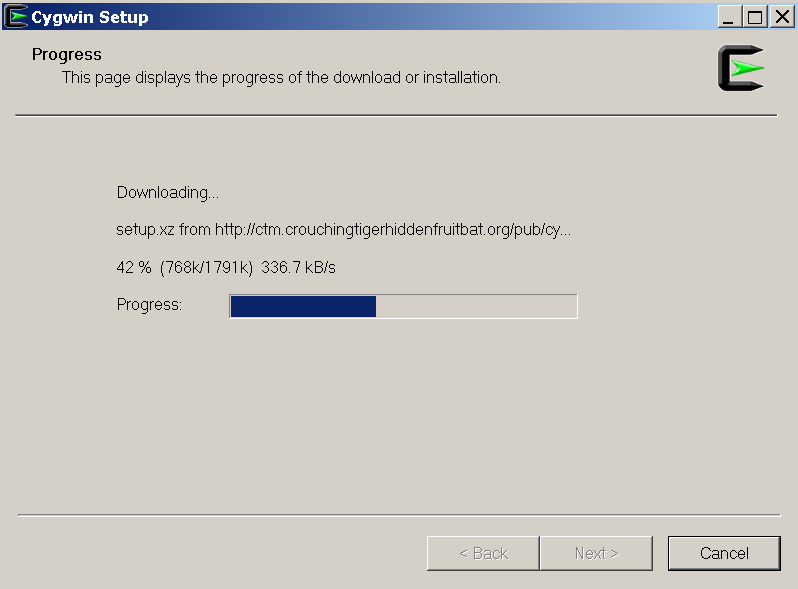 Cygwin Setup
Progress
This page displays the progress of the download or installation.
Downloading...
setup.xz from http://ctm.crouchingtigerhiddenfruitbat.org/pub/cy...
42 % (768k/1791k) 336.7 kB/s
Progress:
< Back Next > Cancel